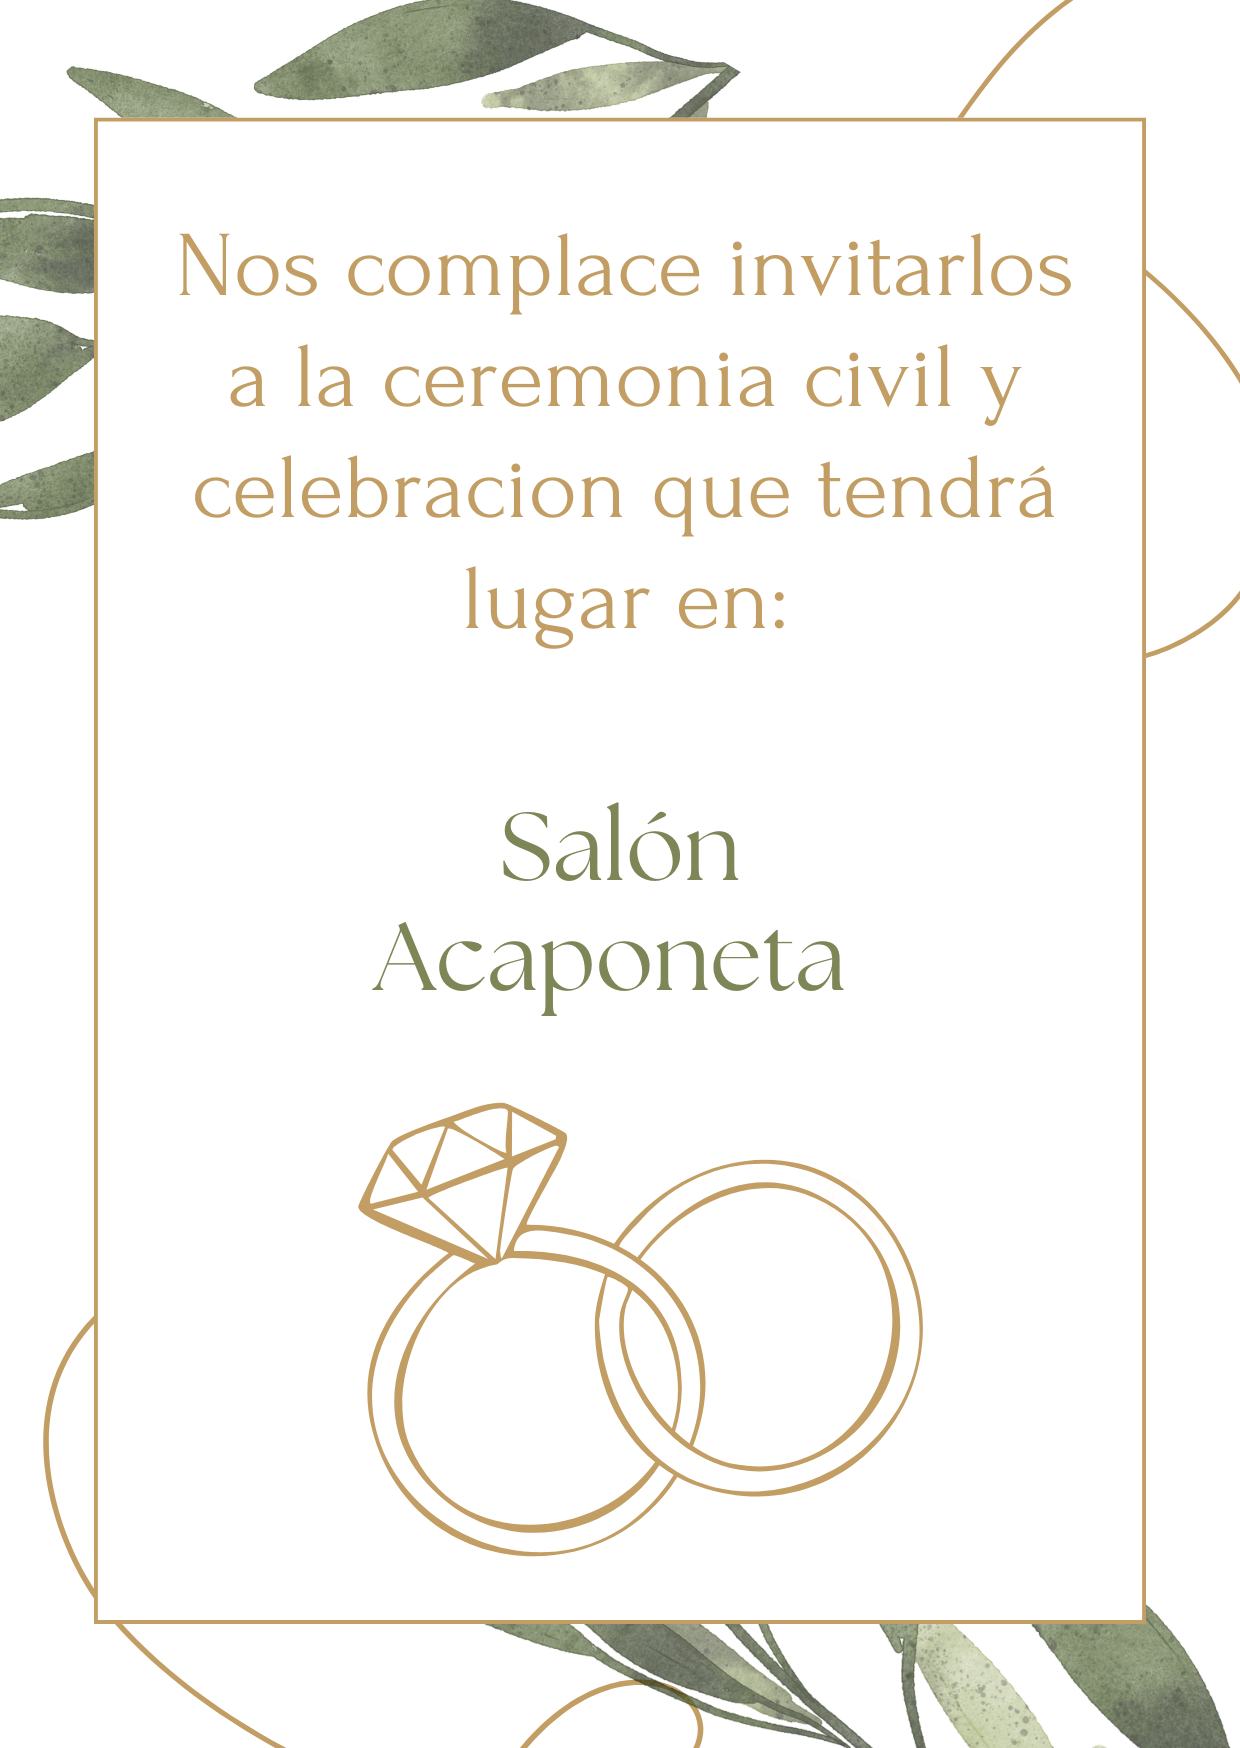 Nos complace invitarlos
a la ceremonia civil y
celebracion que tendrá
lugar en:
Salón
Acaponeta